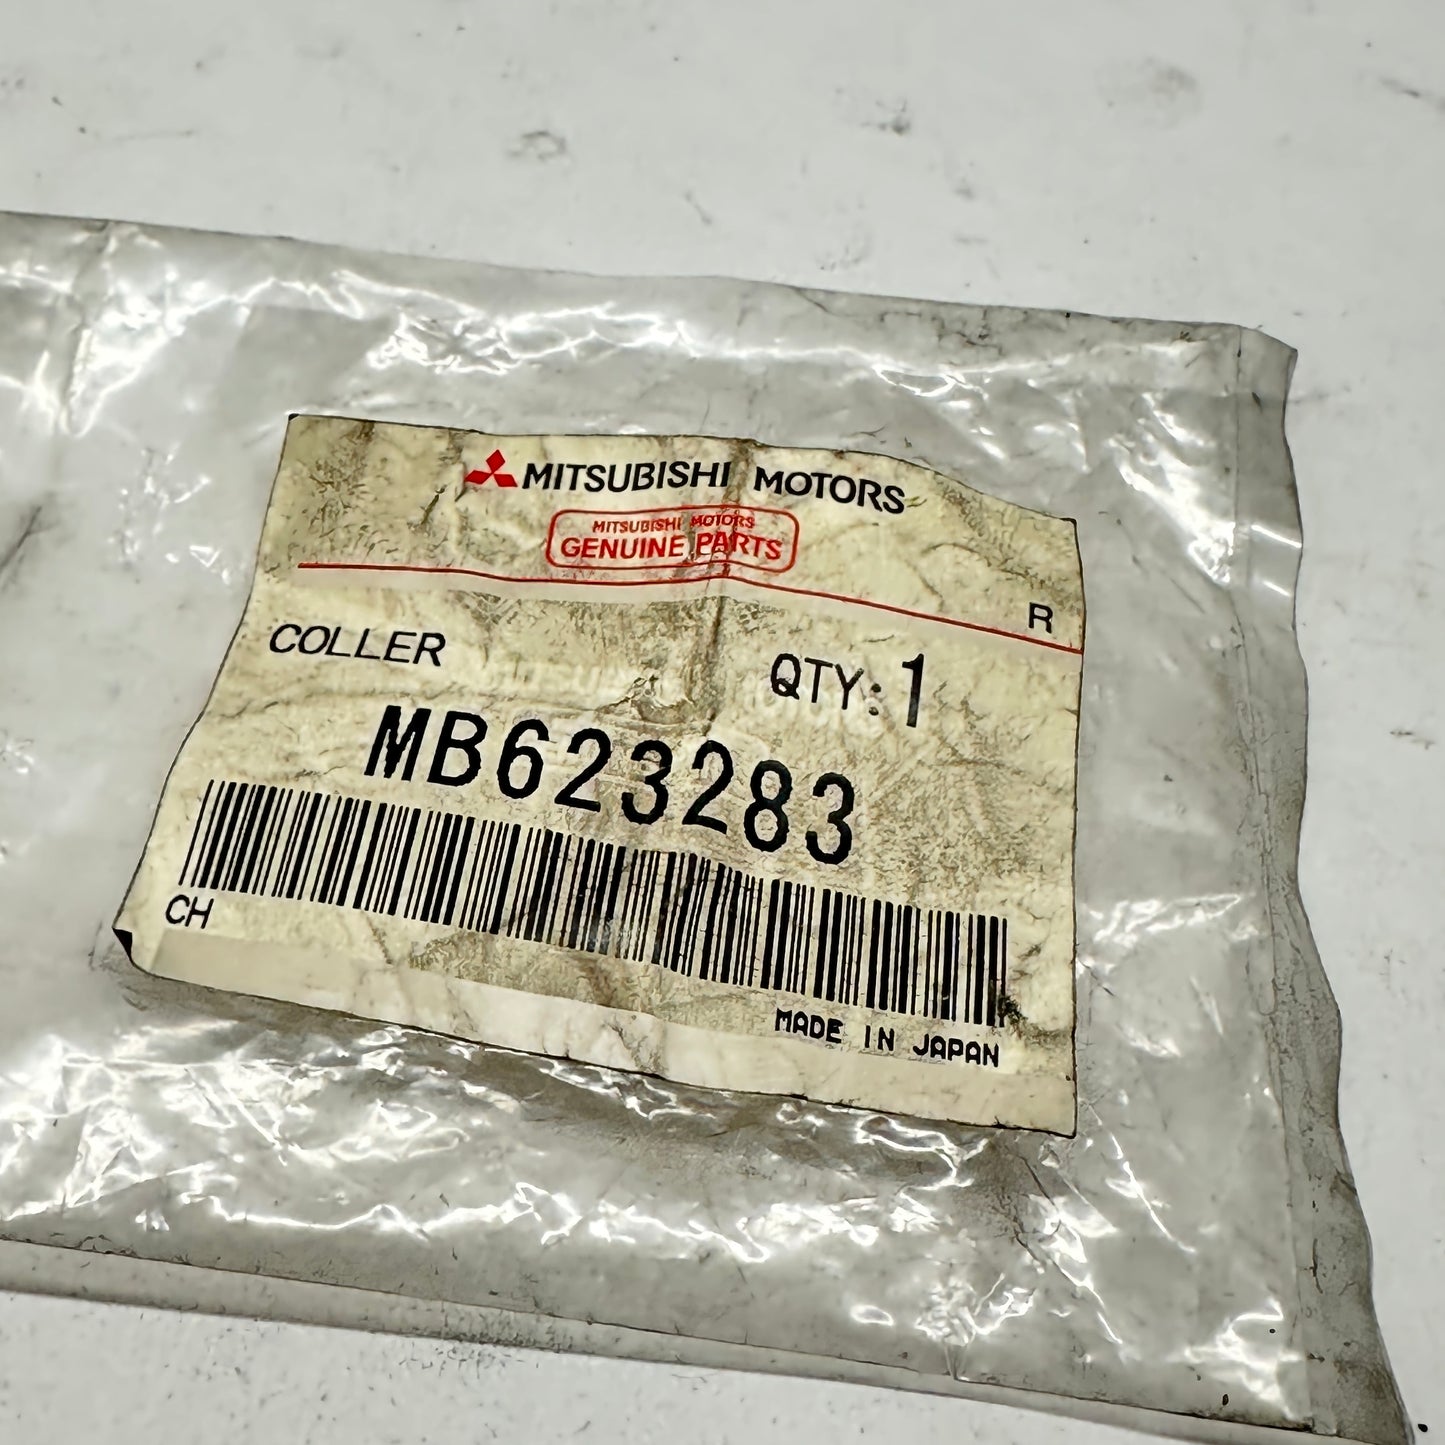 MITSUBISHI MOTORS
MITSUBISHI MOTORS
GENUINE PARTS
R
COLLER
QTY:1
MB623283
CH
MADE IN JAPAN